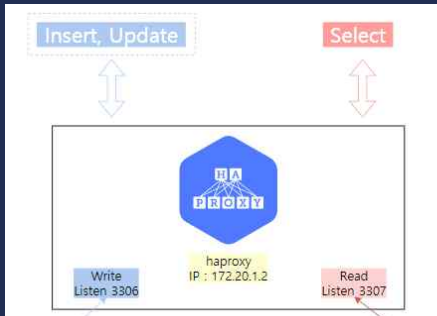 Insert, Update
Select
HA
PROXY
haproxy
IP : 172.20.1.2
Write
Listen 3306
Read
Listen 3307